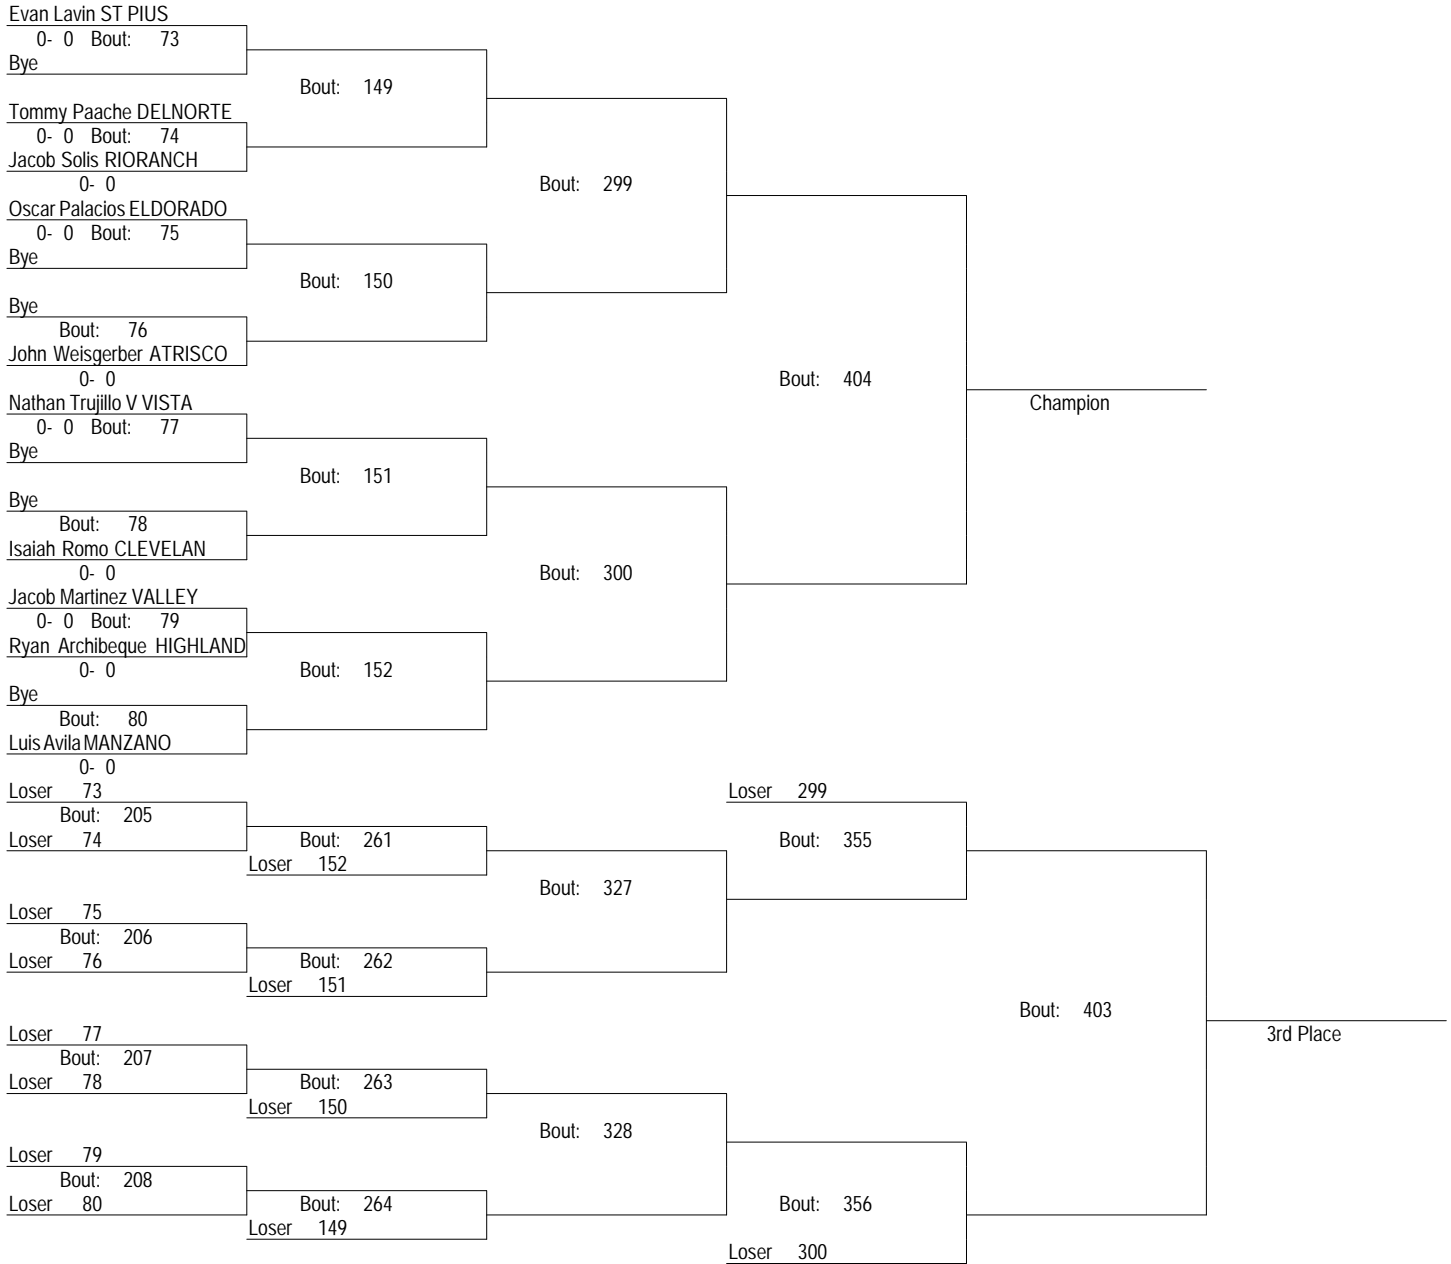 Evan Lavin ST PIUS
0- 0 Bout: 73
Bye
Bout: 149
Tommy Paache DELNORTE
0- 0 Bout: 74
Jacob Solis RIORANCH
0- 0
Bout: 299
Oscar Palacios ELDORADO
0- 0 Bout: 75
Bye
Bout: 150
Bye
Bout: 76
John Weisgerber ATRISCO
0- 0
Bout: 404
Champion
Nathan Trujillo V VISTA
0- 0 Bout: 77
Bye
Bout: 151
Bye
Bout: 78
Isaiah Romo CLEVELAN
0- 0
Bout: 300
Jacob Martinez VALLEY
0- 0 Bout: 79
Ryan Archibeque HIGHLAND
0- 0
Bout: 152
Bye
Bout: 80
Luis Avila MANZANO
0- 0
Loser 73
Loser 299
Bout: 205
Loser 74
Bout: 261
Bout: 355
Loser 152
Bout: 327
Loser 75
Bout: 206
Loser 76
Bout: 262
Loser 151
Bout: 403
Loser 77
3rd Place
Bout: 207
Loser 78
Bout: 263
Loser 150
Bout: 328
Loser 79
Bout: 208
Loser 80
Bout: 264
Bout: 356
Loser 149
Loser 300